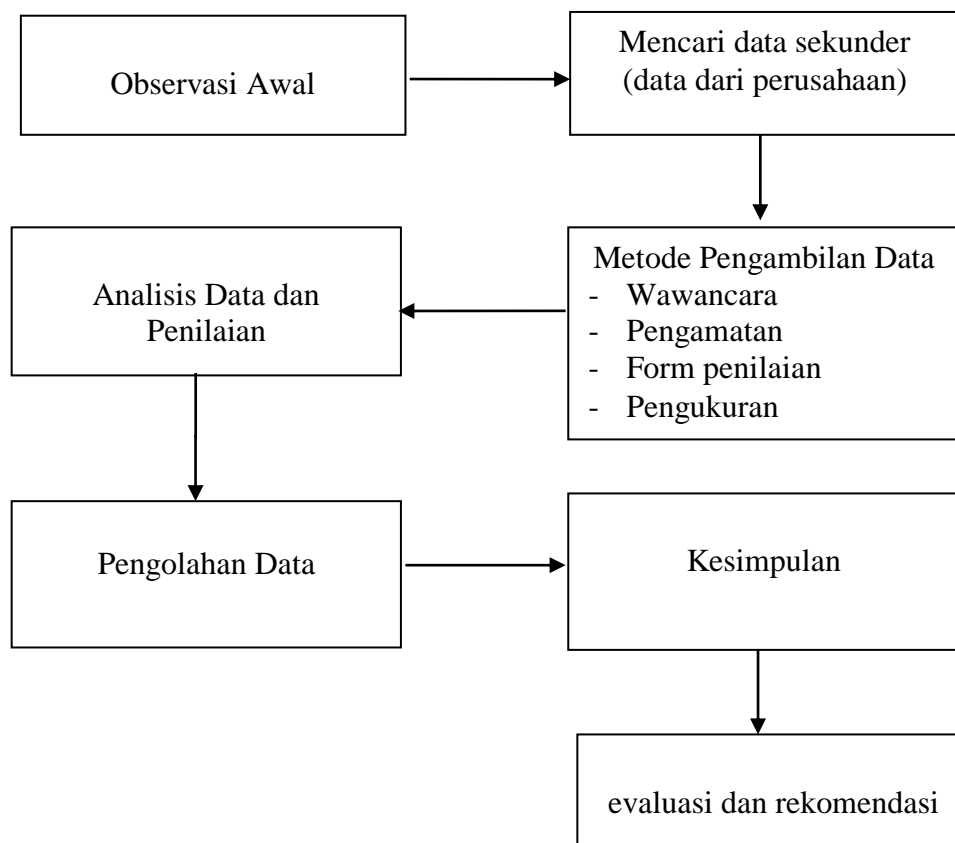 Observasi Awal
Mencari data sekunder
(data dari perusahaan)
Metode Pengambilan Data
- Wawancara
- Pengamatan
- Form penilaian
- Pengukuran
Analisis Data dan
Penilaian
Pengolahan Data
Kesimpulan
evaluasi dan rekomendasi